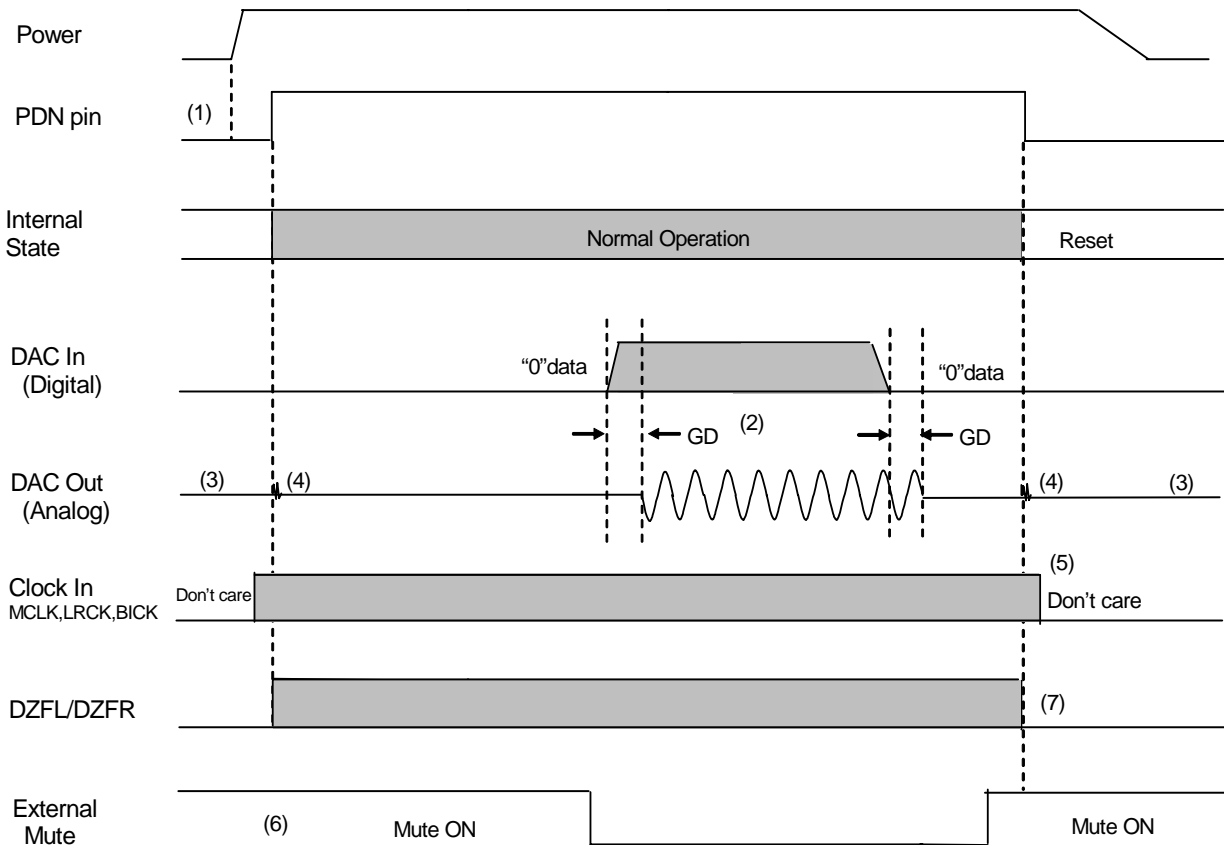 Power
PDN pin
(1)
Internal
State
Normal Operation
Reset
DAC In
(Digital)
“0”data
“0”data
(2)
GD
GD
DAC Out
(Analog)
(3)
(4)
(4)
(3)
Clock In
MCLK,LRCK,BICK
Don’t care
(5)
Don’t care
DZFL/DZFR
(7)
External
Mute
(6)
Mute ON
Mute ON